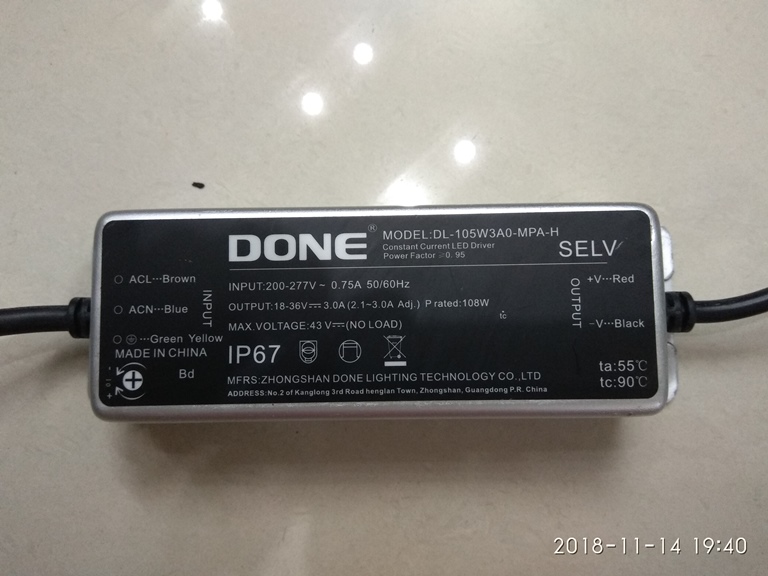 DONE®
MODEL:DL-105W3A0-MPA-H
Constant Current LED Driver
Power Factor ≥0.95
SELV
INPUT:200-277V ~ 0.75A 50/60Hz
OUTPUT:18-36V⎓3.0A (2.1~3.0A Adj.) P rated:108W
MAX.VOLTAGE:43V⎓(NO LOAD)
tc
ACL···Brown
ACN···Blue
⏚···Green Yellow
INPUT
MADE IN CHINA
- 0 +
Bd
IP67
MFRS:ZHONGSHAN DONE LIGHTING TECHNOLOGY CO.,LTD
ADDRESS:No.2 of Kanglong 3rd Road henglan Town, Zhongshan, Guangdong P.R. China
OUTPUT
+V···Red
-V···Black
ta:55℃
tc:90℃
2018-11-14 19:40